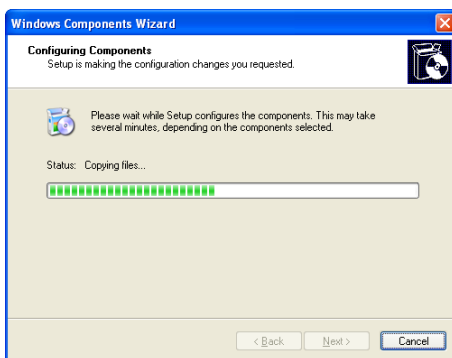 Windows Components Wizard
Configuring Components
Setup is making the configuration changes you requested.
Please wait while Setup configures the components. This may take
several minutes, depending on the components selected.
Status: Copying files...
< Back Next > Cancel